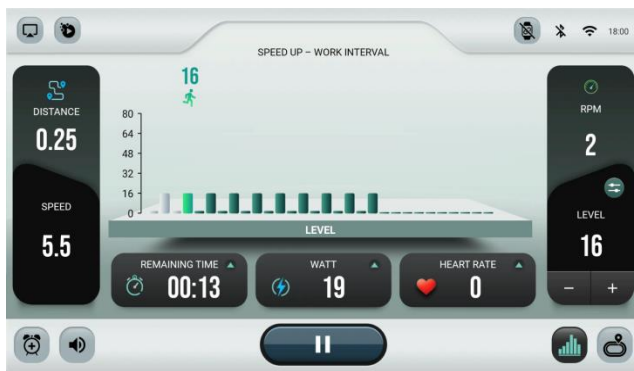 18:00
SPEED UP – WORK INTERVAL
DISTANCE
0.25
SPEED
5.5
16
80
64
48
32
16
0
LEVEL
REMAINING TIME
00:13
WATT
19
HEART RATE
0
RPM
2
LEVEL
16
− +